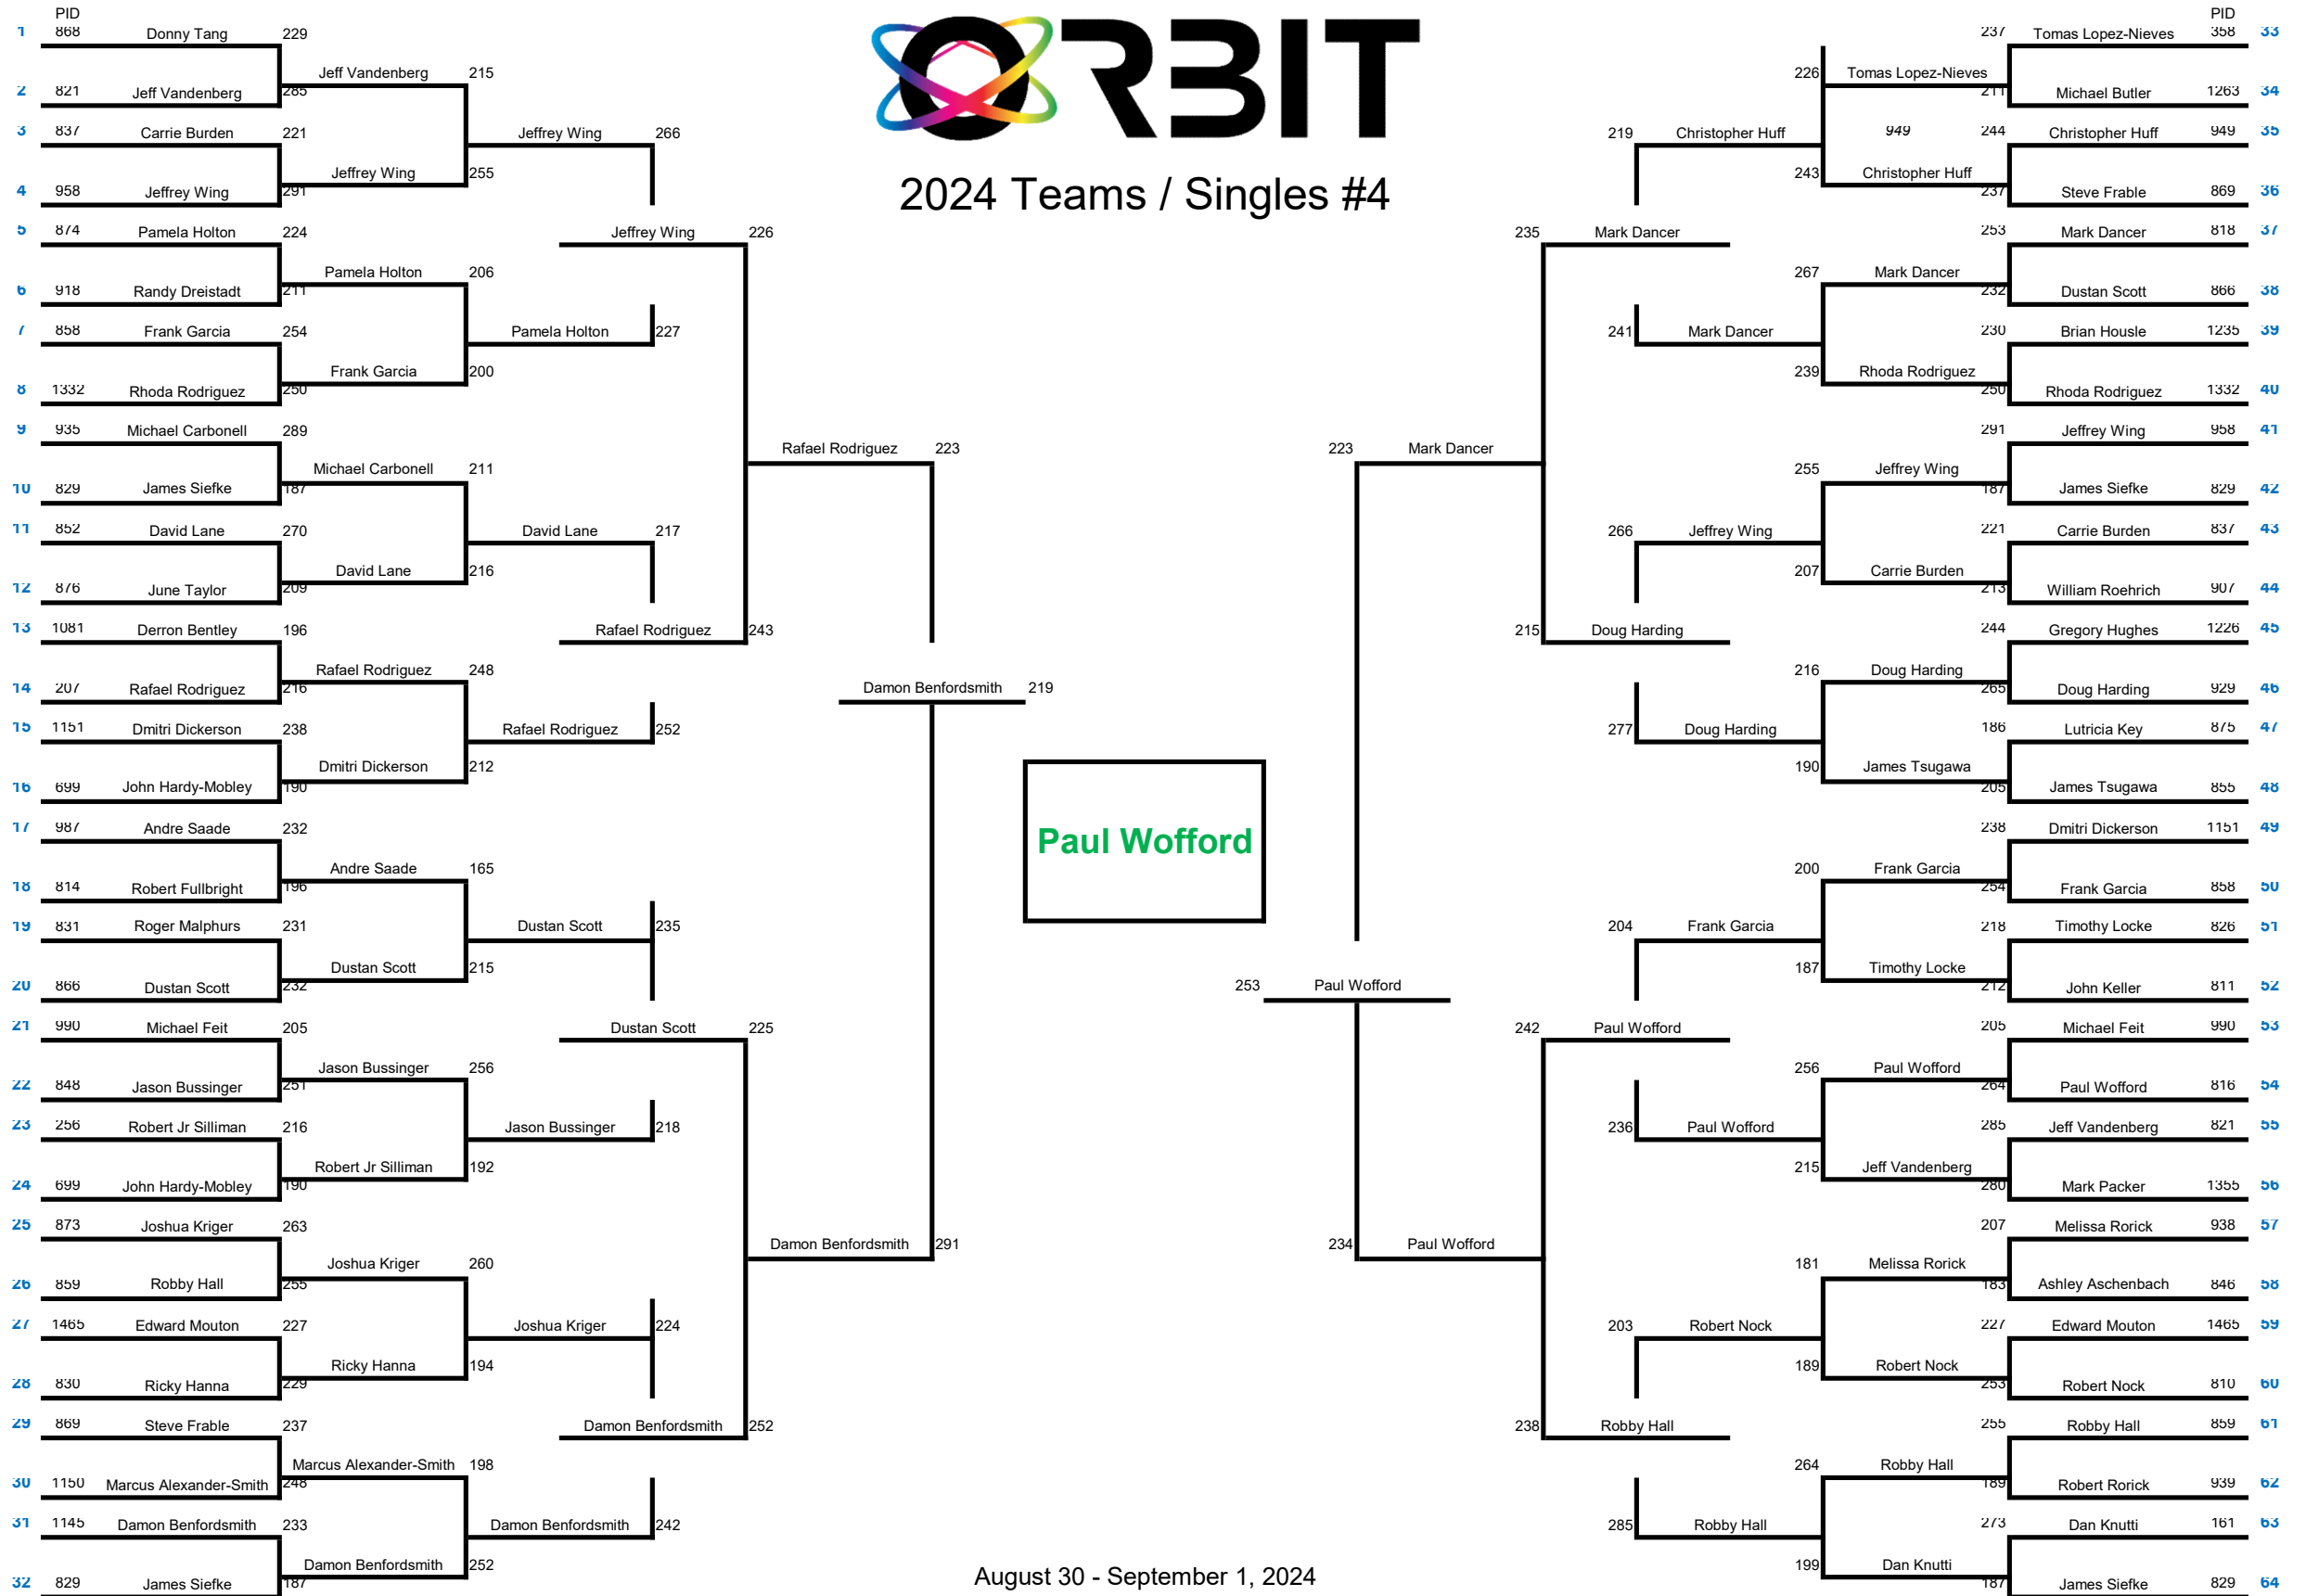 PID
PID
1 868 Donny Tang 229
237 Tomas Lopez-Nieves 358 33
ORBIT
Jeff Vandenberg 215
226 Tomas Lopez-Nieves
2 821 Jeff Vandenberg 285
211 Michael Butler 1263 34
3 837 Carrie Burden 221
Jeffrey Wing 266
219 Christopher Huff
949
244 Christopher Huff 949 35
Jeffrey Wing 255
243 Christopher Huff
4 958 Jeffrey Wing 291
2024 Teams / Singles #4
237 Steve Frable 869 36
5 874 Pamela Holton 224
Jeffrey Wing 226
235 Mark Dancer
253 Mark Dancer 818 37
Pamela Holton 206
267 Mark Dancer
6 918 Randy Dreistadt 211
232 Dustan Scott 866 38
7 858 Frank Garcia 254
Pamela Holton 227
241 Mark Dancer
230 Brian Housle 1235 39
Frank Garcia 200
239 Rhoda Rodriguez
8 1332 Rhoda Rodriguez 250
250 Rhoda Rodriguez 1332 40
9 935 Michael Carbonell 289
291 Jeffrey Wing 958 41
Rafael Rodriguez 223
223 Mark Dancer
Michael Carbonell 211
255 Jeffrey Wing
10 829 James Siefke 187
187 James Siefke 829 42
11 852 David Lane 270
David Lane 217
266 Jeffrey Wing
221 Carrie Burden 837 43
David Lane 216
207 Carrie Burden
12 876 June Taylor 209
213 William Roehrich 907 44
13 1081 Derron Bentley 196
Rafael Rodriguez 243
215 Doug Harding
244 Gregory Hughes 1226 45
Rafael Rodriguez 248
216 Doug Harding
14 207 Rafael Rodriguez 216
Damon Benfordsmith 219
265 Doug Harding 929 46
15 1151 Dmitri Dickerson 238
Rafael Rodriguez 252
277 Doug Harding
186 Lutricia Key 875 47
Dmitri Dickerson 212
190 James Tsugawa
16 699 John Hardy-Mobley 190
205 James Tsugawa 855 48
17 987 Andre Saade 232
Paul Wofford
238 Dmitri Dickerson 1151 49
Andre Saade 165
200 Frank Garcia
18 814 Robert Fullbright 196
254 Frank Garcia 858 50
19 831 Roger Malphurs 231
Dustan Scott 235
204 Frank Garcia
218 Timothy Locke 826 51
Dustan Scott 215
187 Timothy Locke
20 866 Dustan Scott 232
253 Paul Wofford
212 John Keller 811 52
21 990 Michael Feit 205
Dustan Scott 225
242 Paul Wofford
205 Michael Feit 990 53
Jason Bussinger 256
256 Paul Wofford
22 848 Jason Bussinger 251
264 Paul Wofford 816 54
23 256 Robert Jr Silliman 216
Jason Bussinger 218
236 Paul Wofford
285 Jeff Vandenberg 821 55
Robert Jr Silliman 192
215 Jeff Vandenberg
24 699 John Hardy-Mobley 190
280 Mark Packer 1355 56
25 873 Joshua Kriger 263
207 Melissa Rorick 938 57
Damon Benfordsmith 291
234 Paul Wofford
Joshua Kriger 260
181 Melissa Rorick
26 859 Robby Hall 255
183 Ashley Aschenbach 846 58
27 1465 Edward Mouton 227
Joshua Kriger 224
203 Robert Nock
227 Edward Mouton 1465 59
Ricky Hanna 194
189 Robert Nock
28 830 Ricky Hanna 229
253 Robert Nock 810 60
29 869 Steve Frable 237
Damon Benfordsmith 252
238 Robby Hall
255 Robby Hall 859 61
Marcus Alexander-Smith 198
264 Robby Hall
30 1150 Marcus Alexander-Smith 248
189 Robert Rorick 939 62
31 1145 Damon Benfordsmith 233
Damon Benfordsmith 242
285 Robby Hall
273 Dan Knutti 161 63
Damon Benfordsmith 252
199 Dan Knutti
32 829 James Siefke 187
August 30 - September 1, 2024
187 James Siefke 829 64